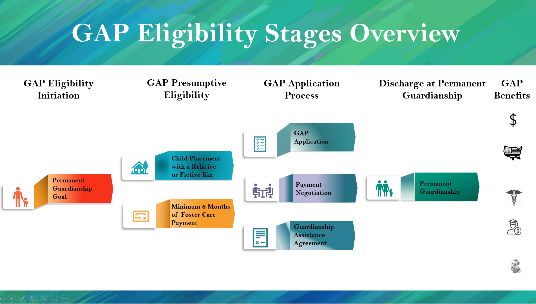 GAP Eligibility Stages Overview
GAP Eligibility
Initiation
GAP Presumptive
Eligibility
GAP Application
Process
Discharge at Permanent
Guardianship
GAP
Benefits
Permanent
Guardianship
Goal
Child Placement
with a Relative
or Fictive Kin
Minimum 6 Months
of Foster Care
Payment
GAP
Application
Payment
Negotiation
Guardianship
Assistance
Agreement
Permanent
Guardianship
$